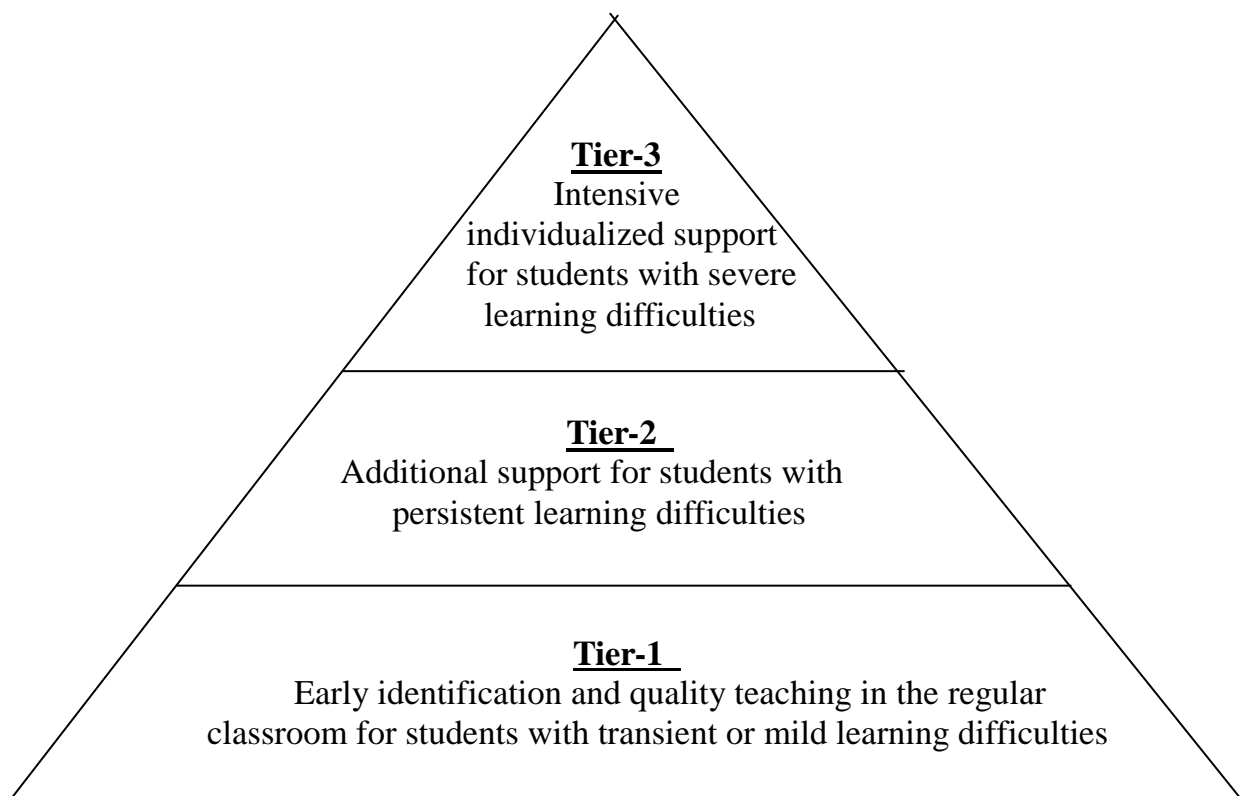 Tier-3
Intensive
individualized support
for students with severe
learning difficulties
Tier-2
Additional support for students with
persistent learning difficulties
Tier-1
Early identification and quality teaching in the regular
classroom for students with transient or mild learning difficulties